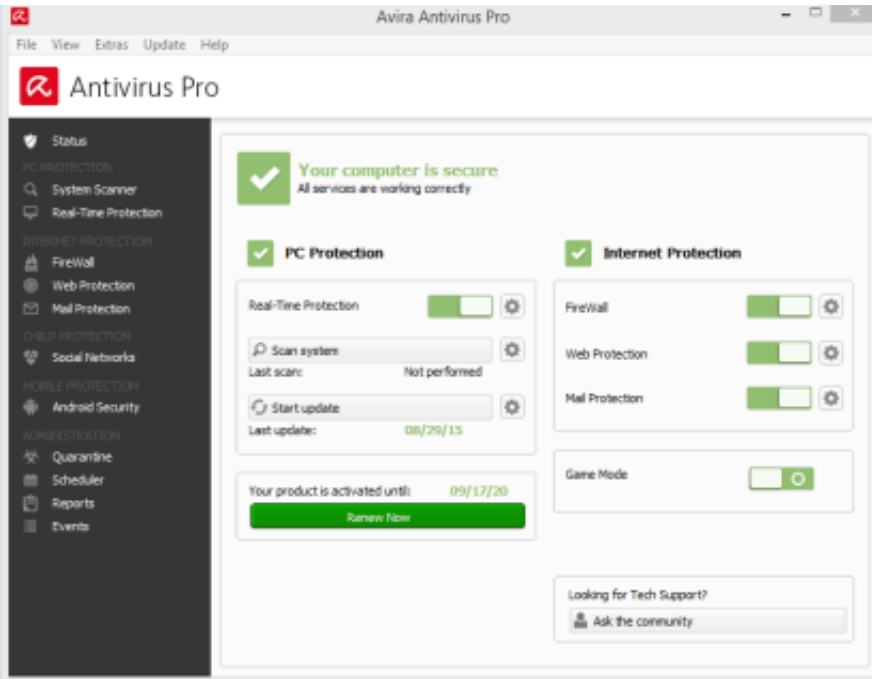 Avira Antivirus Pro
File View Extras Update Help
Antivirus Pro
Status
PC PROTECTION
System Scanner
Real-Time Protection
INTERNET PROTECTION
FireWall
Web Protection
Mail Protection
CHILD PROTECTION
Social Networks
MOBILE PROTECTION
Android Security
ADMINISTRATION
Quarantine
Scheduler
Reports
Events
Your computer is secure
All services are working correctly
PC Protection
Real-Time Protection
Scan system
Last scan: Not performed
Start update
Last update: 08/29/15
Your product is activated until: 09/17/20
Renew Now
Internet Protection
FireWall
Web Protection
Mail Protection
Game Mode
Looking for Tech Support?
Ask the community